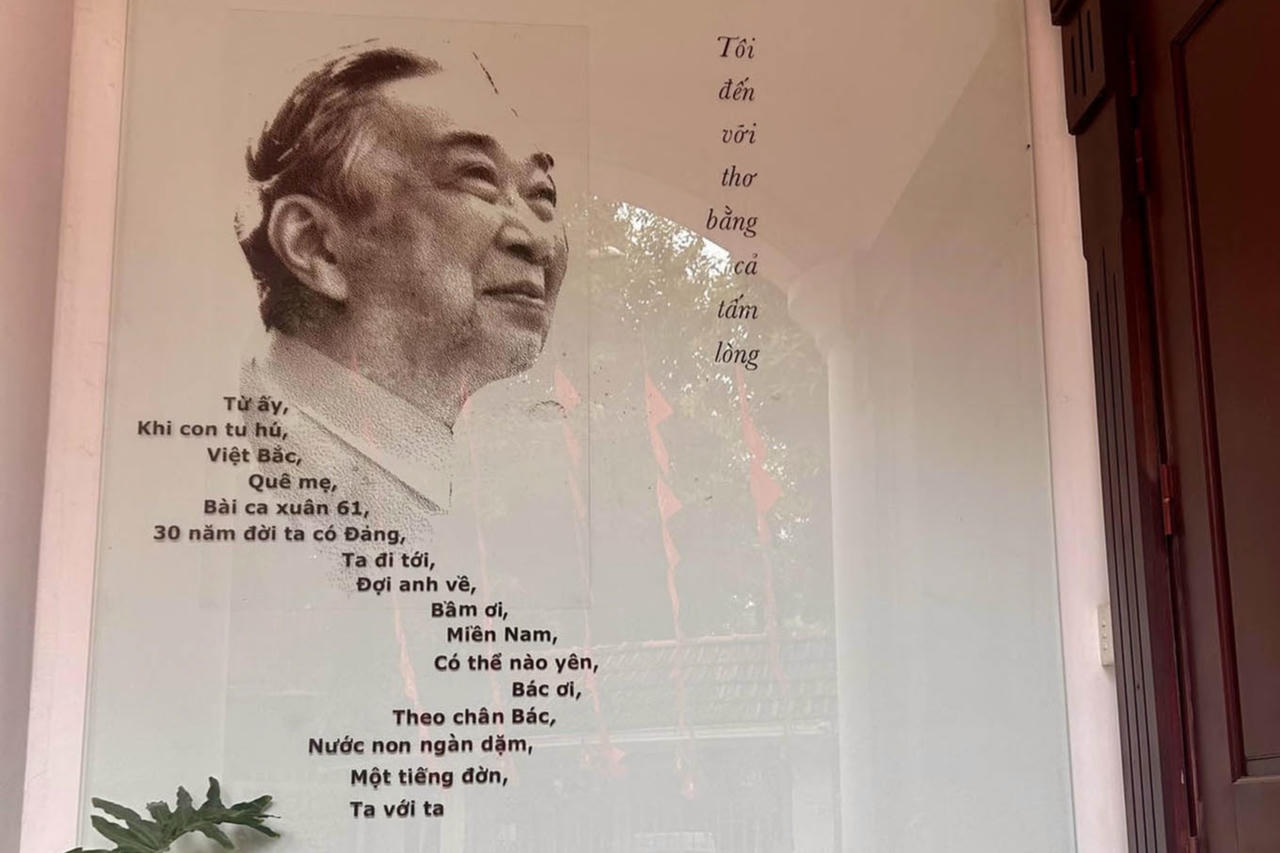 Tôi
đến
với
thơ
bằng
cả
tấm
lòng
Từ ấy,
Khi con tu hú,
Việt Bắc,
Quê mẹ,
Bài ca xuân 61,
30 năm đời ta có Đảng,
Ta đi tới,
Đợi anh về,
Bầm ơi,
Miền Nam,
Có thể nào yên,
Bác ơi,
Theo chân Bác,
Nước non ngàn dặm,
Một tiếng đờn,
Ta với ta